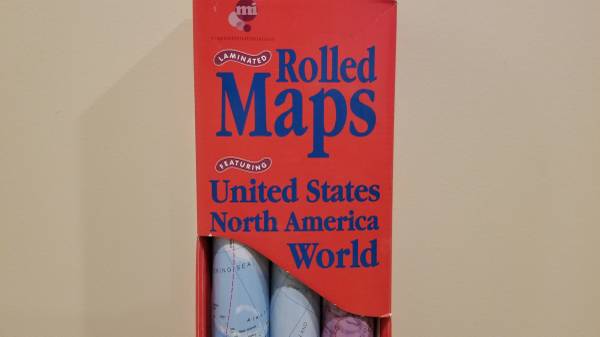 mi
LAMINATED
Rolled
Maps
FEATURING
United States
North America
World